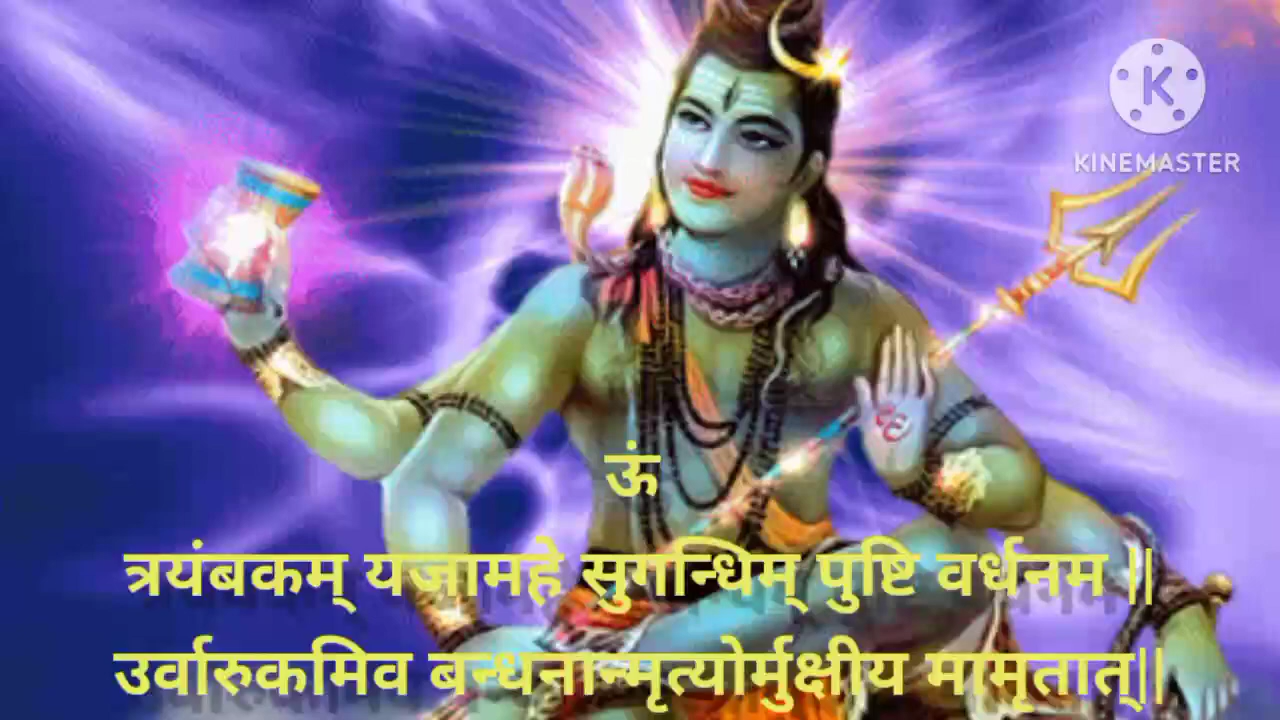 K
KINEMASTER
ऊं
त्रयंबकम् यजामहे सुगन्धिम् पुष्टि वर्धनम ||
उर्वारुकमिव बन्धनान्मृत्योर्मुक्षीय मामृतात्||